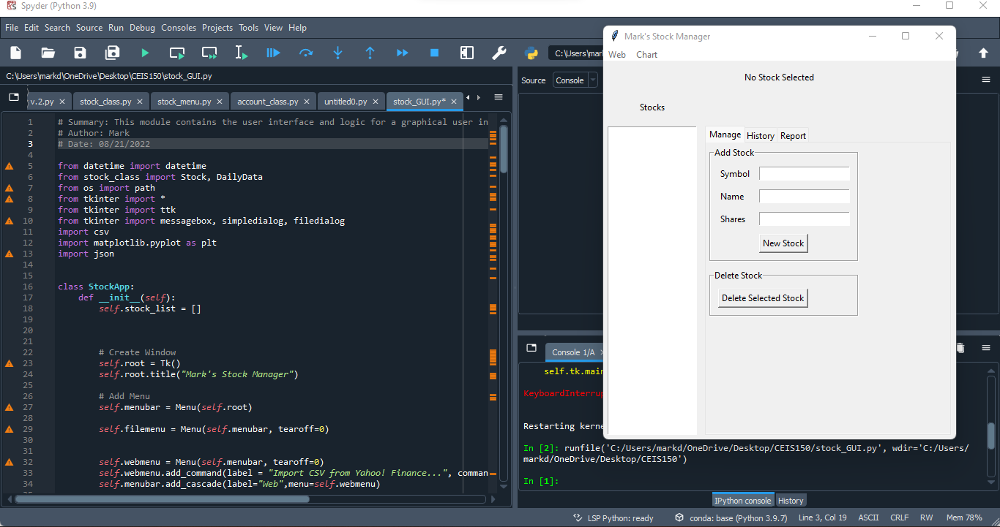 Spyder (Python 3.9)
File Edit Search Source Run Debug Consoles Projects Tools View Help
C:\Users\mar
C:\Users\markd\OneDrive\Desktop\CEIS150\stock_GUI.py
v.2.py stock_class.py stock_menu.py account_class.py untitled0.py stock_GUI.py*
1 # Summary: This module contains the user interface and logic for a graphical user in
2 # Author: Mark
3 # Date: 08/21/2022
4
5 from datetime import datetime
6 from stock_class import Stock, DailyData
7 from os import path
8 from tkinter import *
9 from tkinter import ttk
10 from tkinter import messagebox, simpledialog, filedialog
11 import csv
12 import matplotlib.pyplot as plt
13 import json
14
15
16 class StockApp:
17 def __init__(self):
18 self.stock_list = []
19
20
21
22 # Create Window
23 self.root = Tk()
24 self.root.title("Mark's Stock Manager")
25
26 # Add Menu
27 self.menubar = Menu(self.root)
28
29 self.filemenu = Menu(self.menubar, tearoff=0)
30
31
32 self.webmenu = Menu(self.menubar, tearoff=0)
33 self.webmenu.add_command(label = "Import CSV from Yahoo! Finance...", comman
34 self.menubar.add_cascade(label="Web",menu=self.webmenu)
Source Console
Mark's Stock Manager
Web Chart
No Stock Selected
Stocks
Manage History Report
Add Stock
Symbol
Name
Shares
New Stock
Delete Stock
Delete Selected Stock
Console 1/A
self.tk.main
KeyboardInterrup
Restarting kerne
In [2]: runfile('C:/Users/markd/OneDrive/Desktop/CEIS150/stock_GUI.py', wdir='C:/Users/
markd/OneDrive/Desktop/CEIS150')
In [1]:
IPython console History
LSP Python: ready conda: base (Python 3.9.7) Line 3, Col 19 ASCII CRLF RW Mem 78%